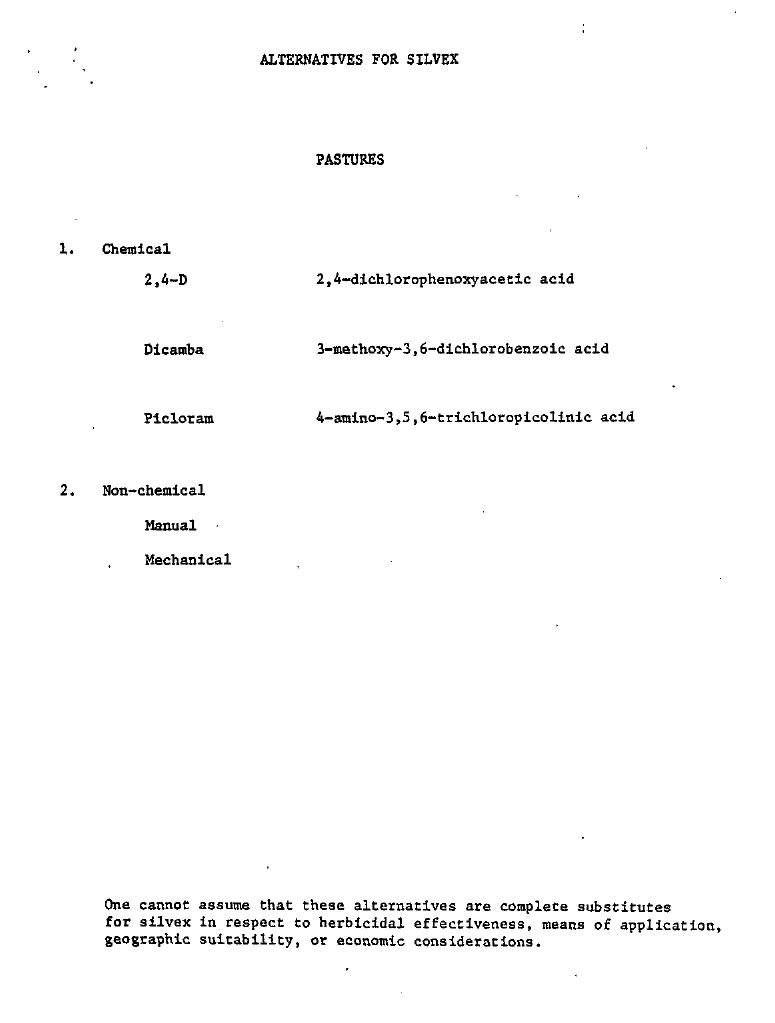 ALTERNATIVES FOR SILVEX
PASTURES
1. Chemical
2,4-D 2,4-dichlorophenoxyacetic acid
Dicamba 3-methoxy-3,6-dichlorobenzoic acid
Picloram 4-amino-3,5,6-trichloropicolinic acid
2. Non-chemical
Manual
Mechanical
One cannot assume that these alternatives are complete substitutes
for silvex in respect to herbicidal effectiveness, means of application,
geographic suitability, or economic considerations.